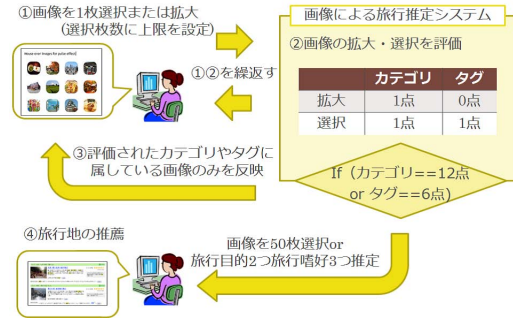 ①画像を1枚選択または拡大
(選択枚数に上限を設定)
画像による旅行推定システム
②画像の拡大・選択を評価
カテゴリ タグ
拡大 1点 0点
選択 1点 1点
①②を繰返す
③評価されたカテゴリやタグに
属している画像のみを反映
If (カテゴリ==12点
or タグ==6点)
④旅行地の推薦
画像を50枚選択or
旅行目的2つ旅行嗜好3つ推定